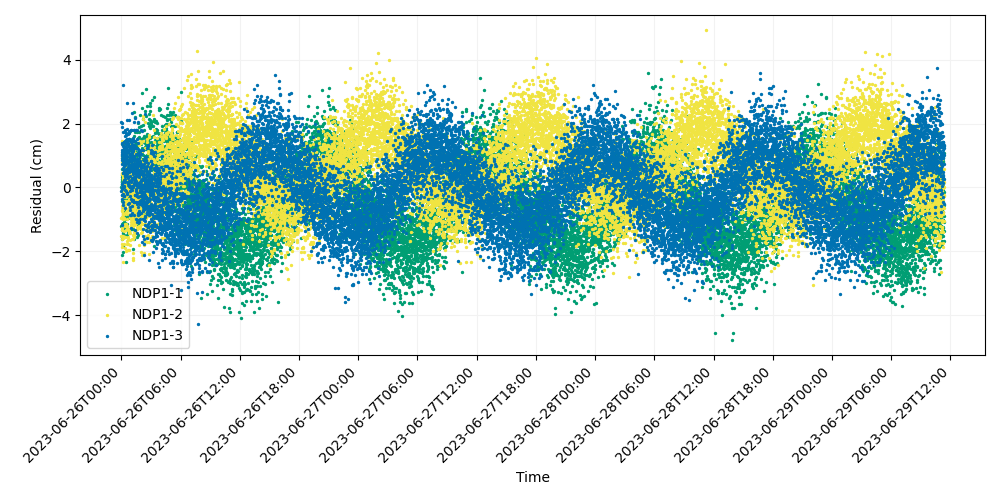 Residual (cm)
4
2
0
−2
−4
NDP1-1
NDP1-2
NDP1-3
2023-06-26T00:00
2023-06-26T06:00
2023-06-26T12:00
2023-06-26T18:00
2023-06-27T00:00
2023-06-27T06:00
2023-06-27T12:00
2023-06-27T18:00
2023-06-28T00:00
2023-06-28T06:00
2023-06-28T12:00
2023-06-28T18:00
2023-06-29T00:00
2023-06-29T06:00
2023-06-29T12:00
Time